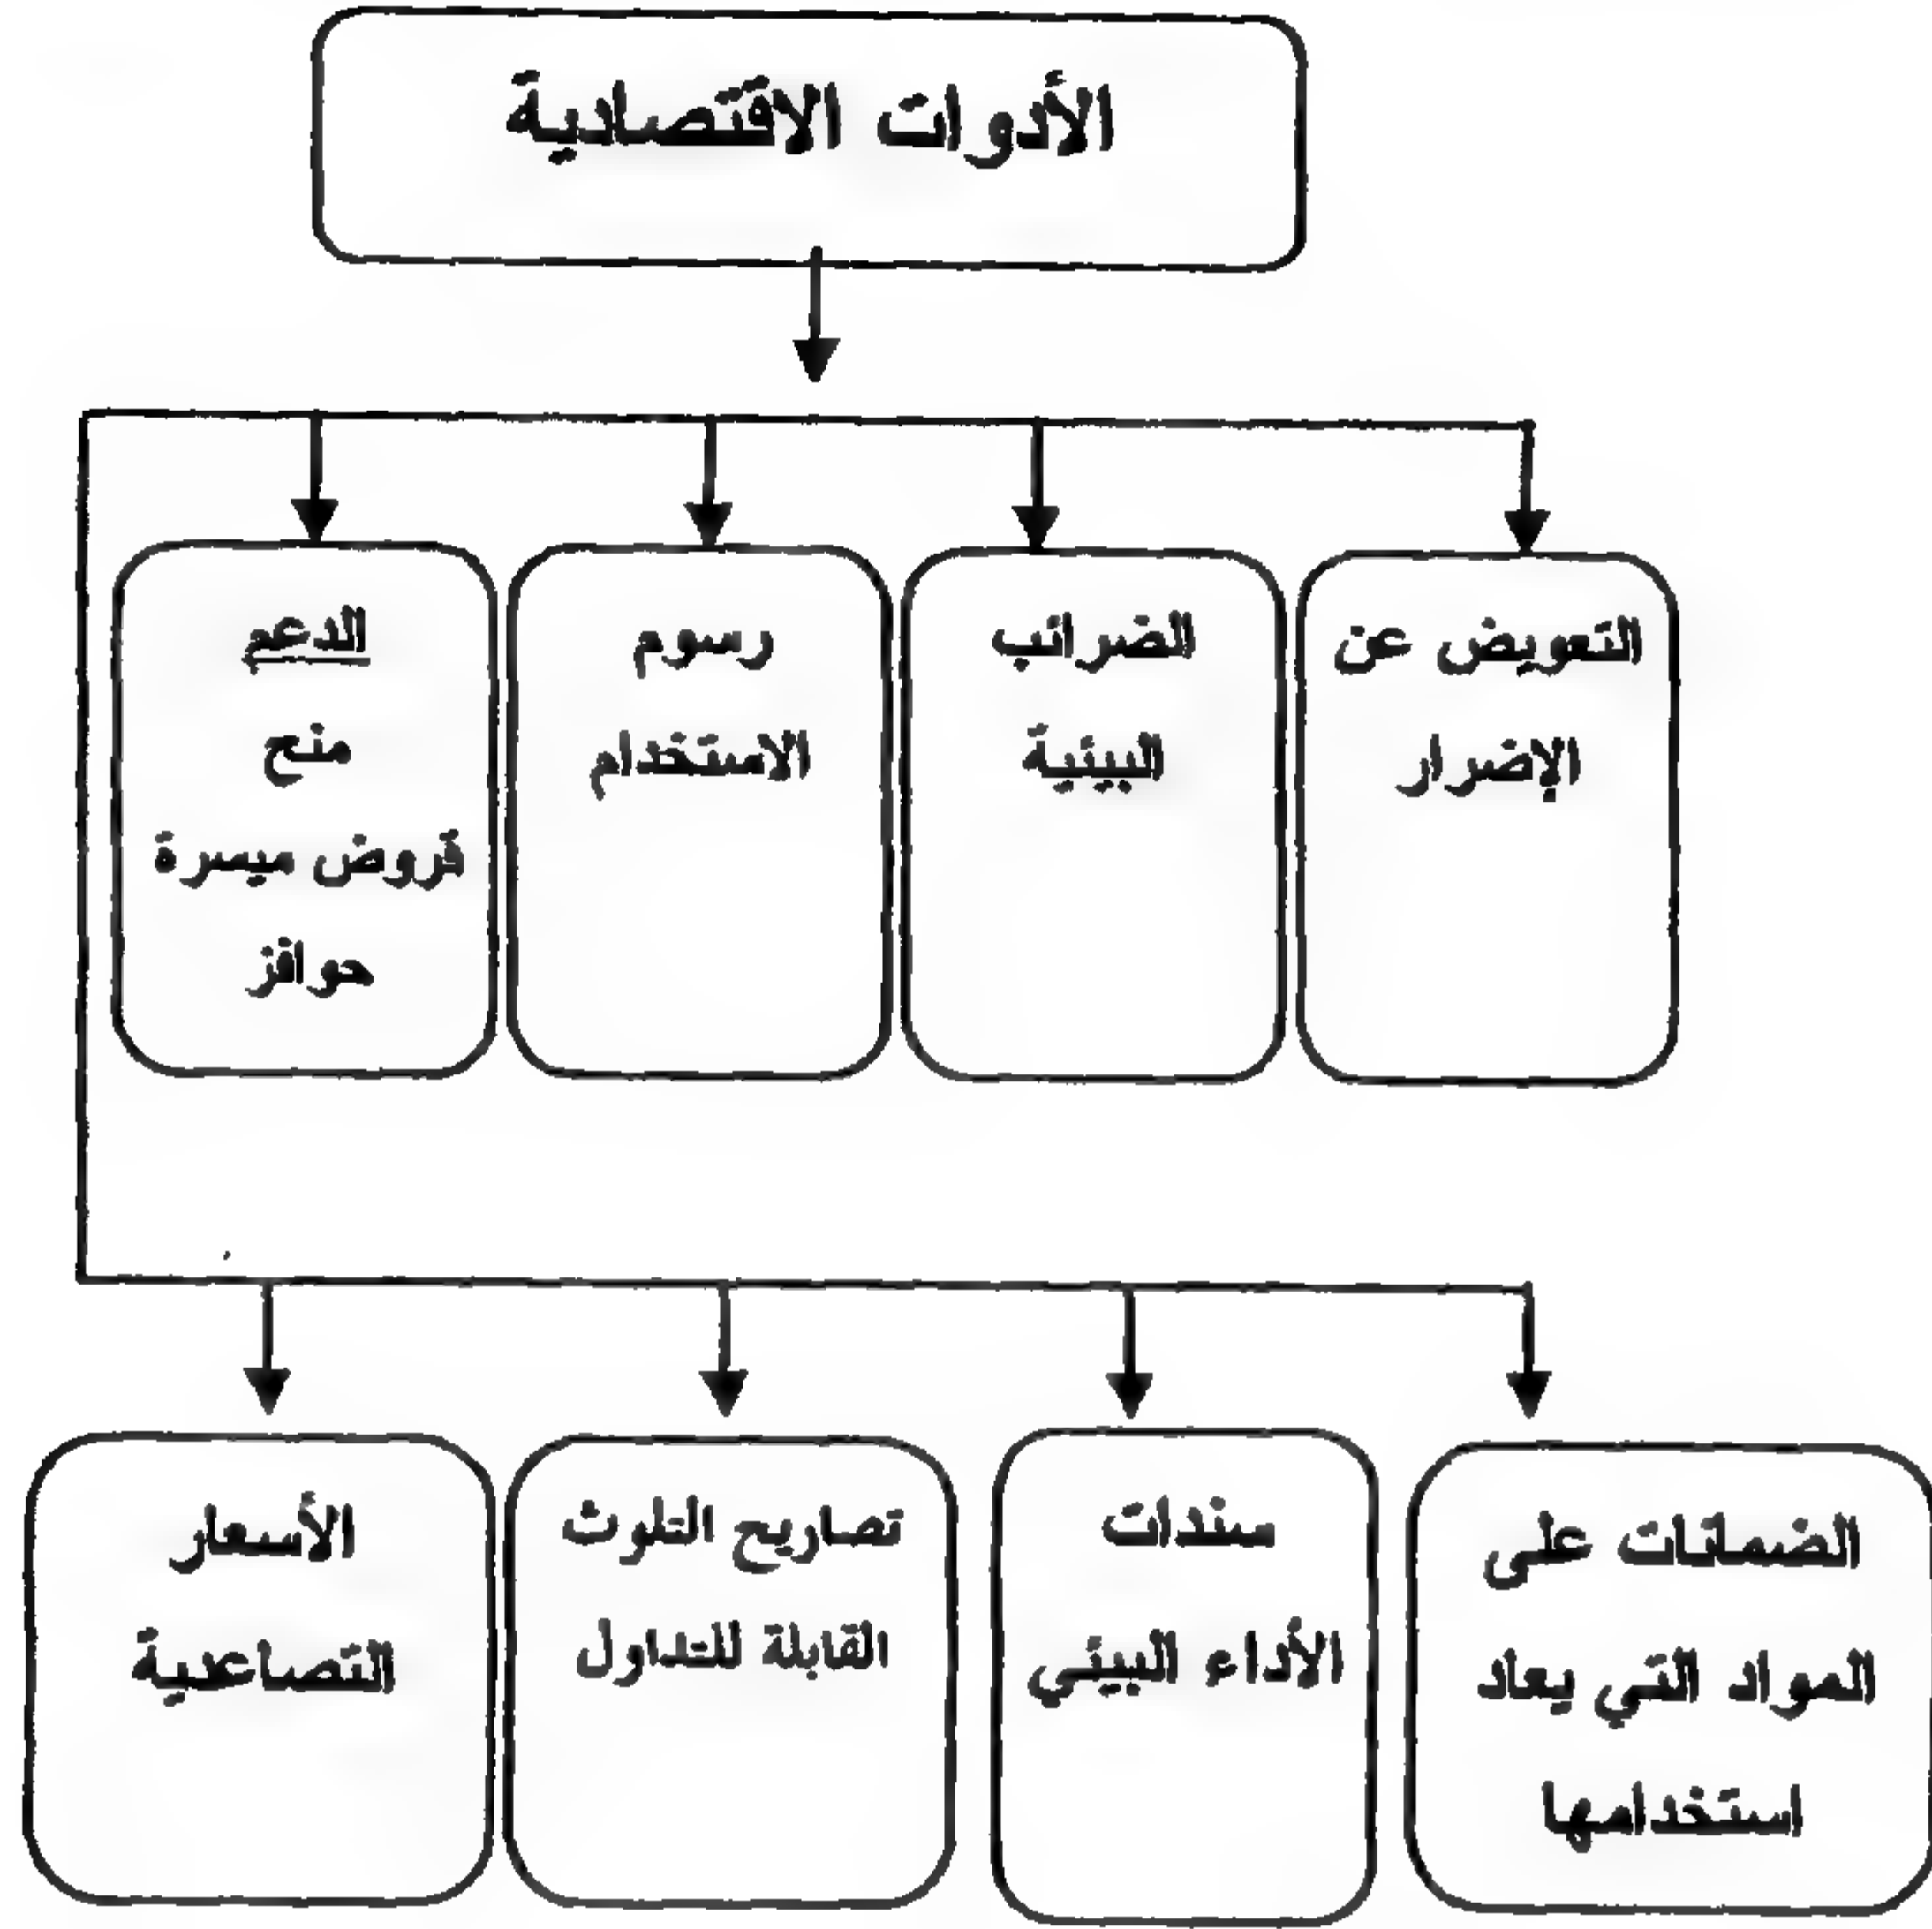 الأدوات الاقتصادية
التعويض عن
الإضرار
الضرائب
البيئية
رسوم
الاستخدام
الدعم
منح
قروض ميسرة
حوافز
الضمانات على
المواد التي يعاد
استخدامها
سندات
الأداء البيئي
تصاريح التلوث
القابلة للتداول
الأسعار
التصاعدية